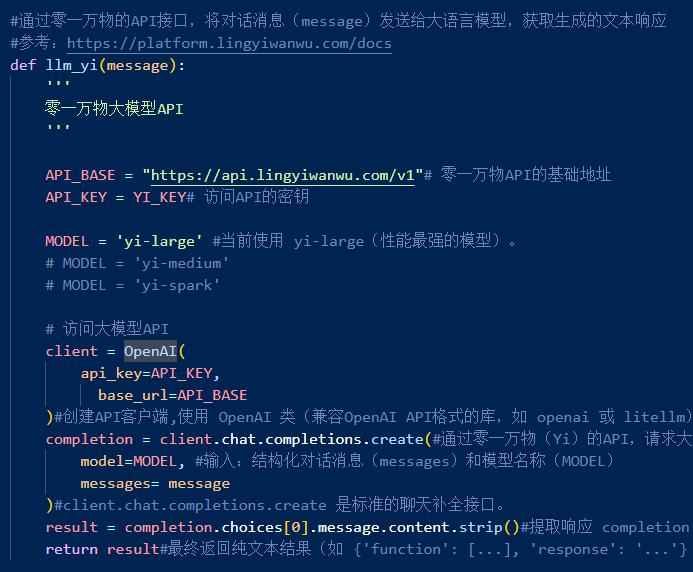 #通过零一万物的API接口，将对话消息（message）发送给大语言模型，获取生成的文本响应
#参考：https://platform.lingyiwanwu.com/docs
def llm_yi(message):
    '''
    零一万物大模型API
    '''
    API_BASE = "https://api.lingyiwanwu.com/v1"# 零一万物API的基础地址
    API_KEY = YI_KEY# 访问API的密钥
    MODEL = 'yi-large' #当前使用 yi-large（性能最强的模型）。
    # MODEL = 'yi-medium'
    # MODEL = 'yi-spark'
    # 访问大模型API
    client = OpenAI(
        api_key=API_KEY,
          base_url=API_BASE
    )#创建API客户端,使用 OpenAI 类（兼容OpenAI API格式的库，如 openai 或 litellm）
    completion = client.chat.completions.create(#通过零一万物（Yi）的API，请求大
        model=MODEL, #输入：结构化对话消息（messages）和模型名称（MODEL）
        messages= message
    )#client.chat.completions.create 是标准的聊天补全接口。
    result = completion.choices[0].message.content.strip()#提取响应 completion
    return result#最终返回纯文本结果（如 {'function': [...], 'response': '...'}